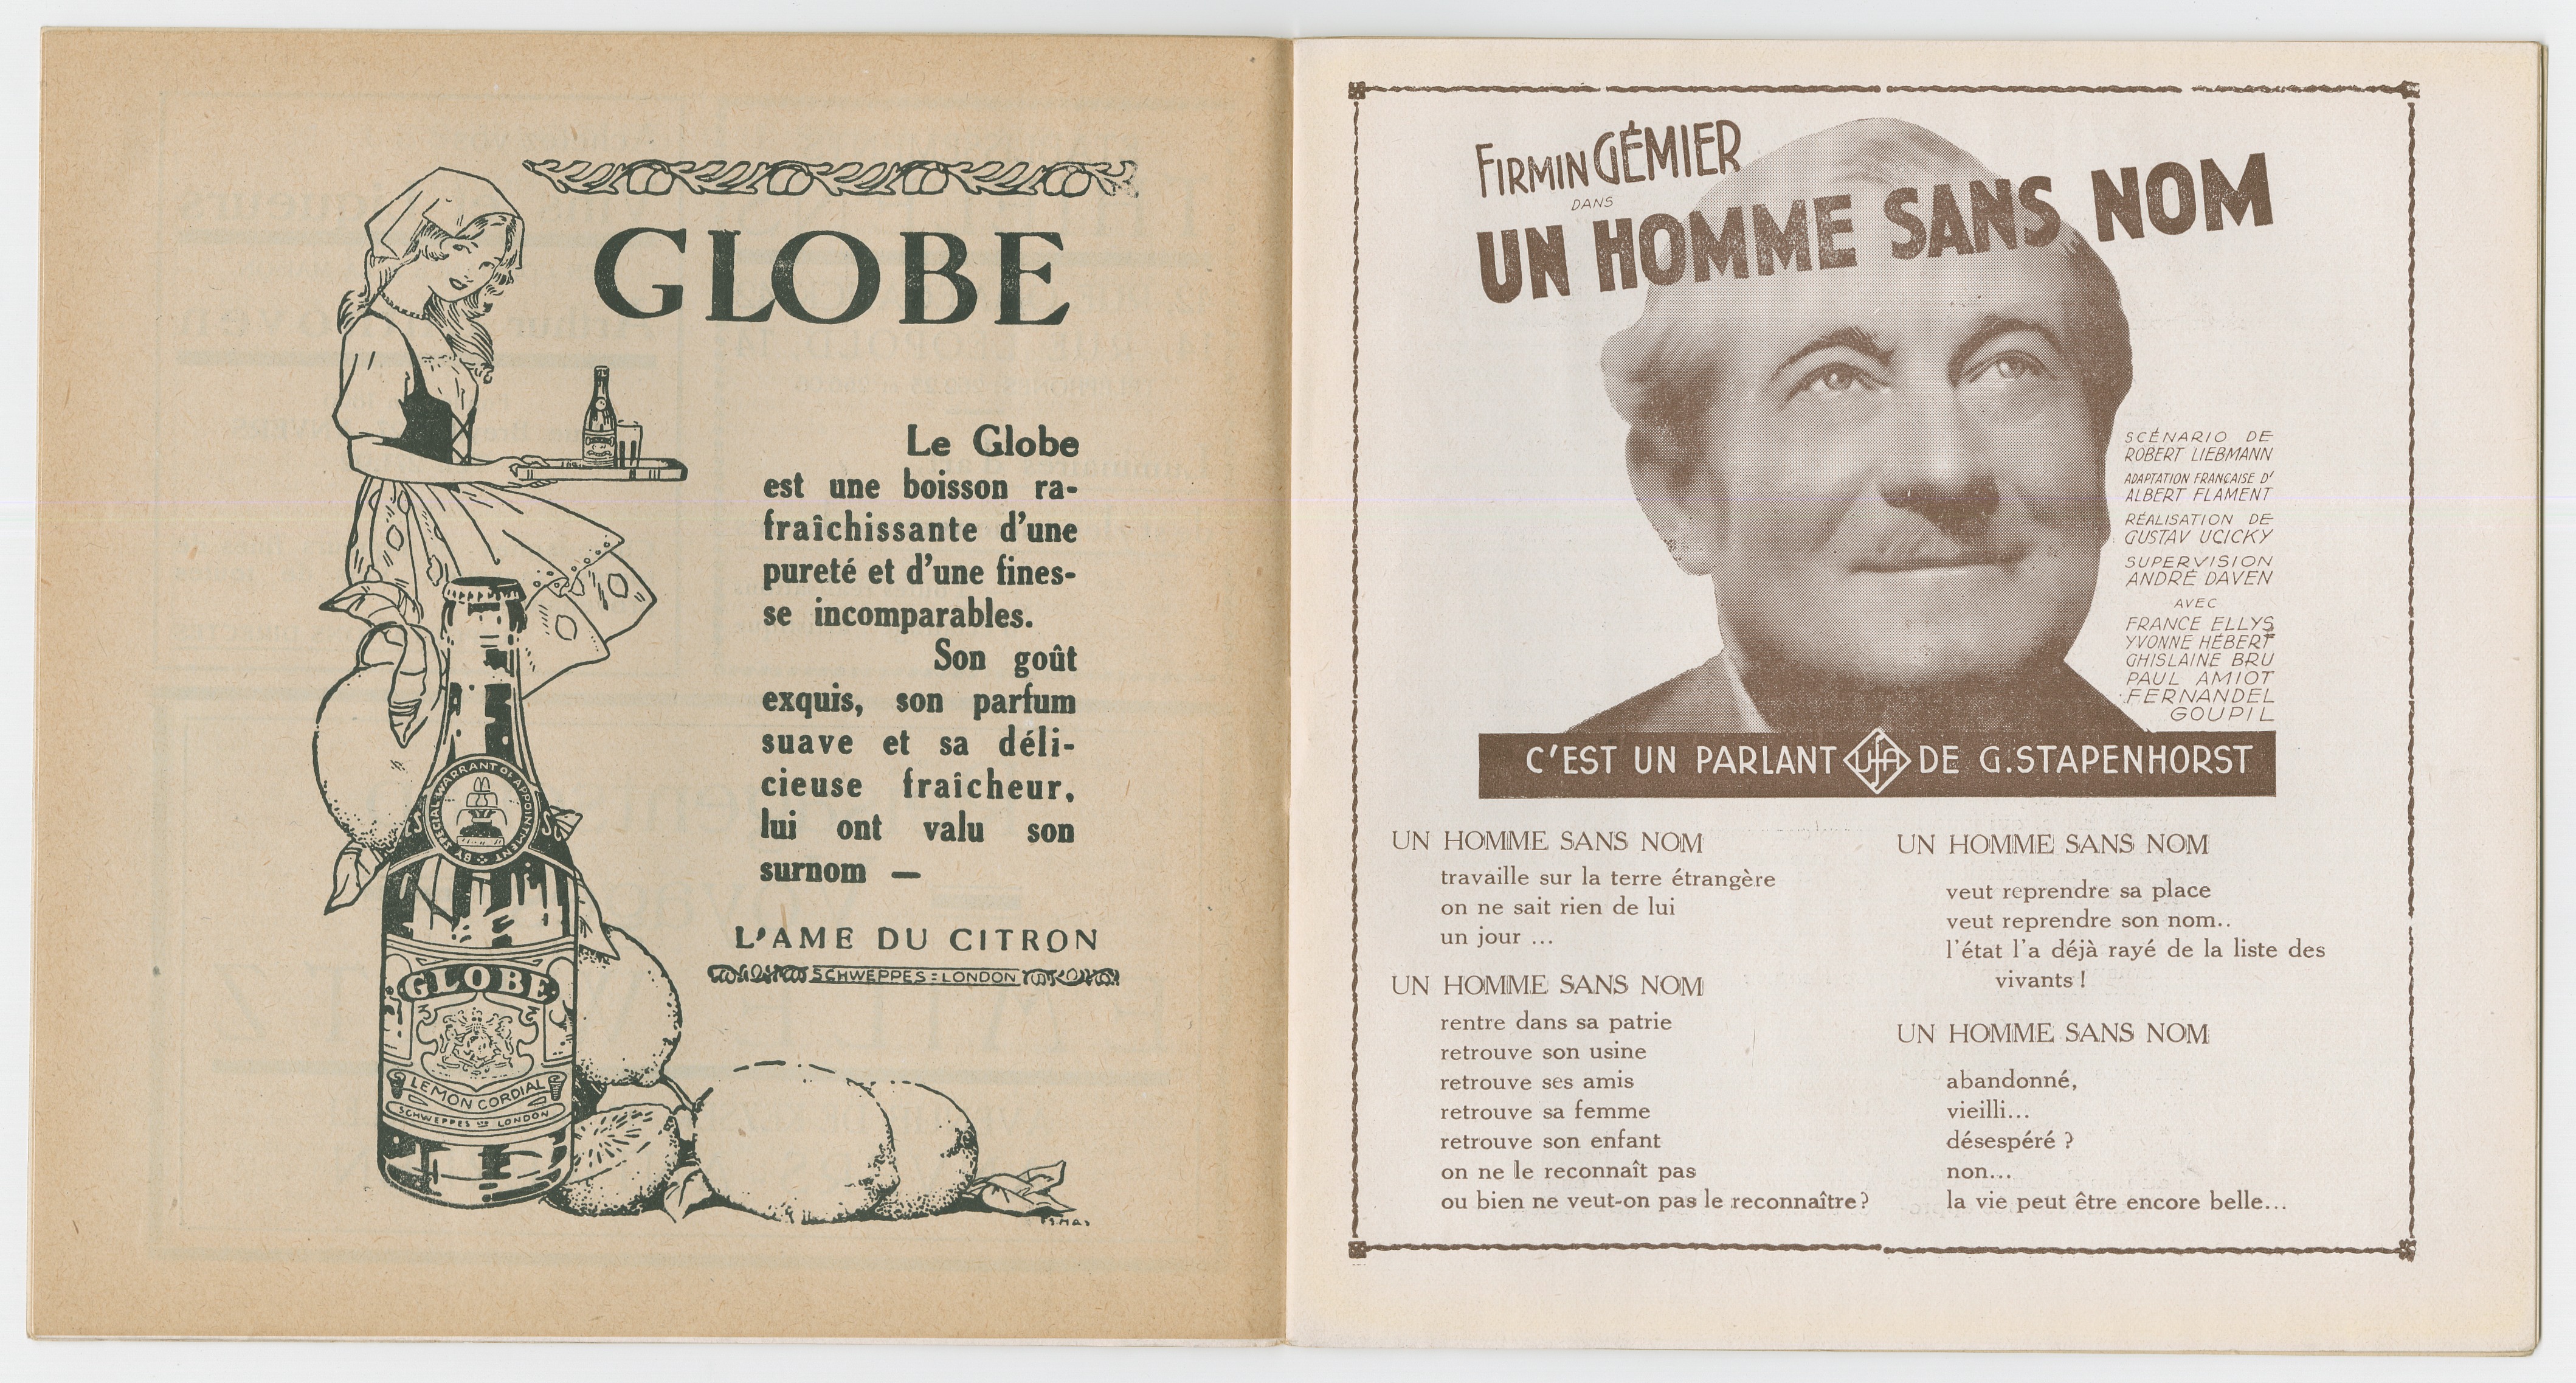 GLOBE
Le Globe
est une boisson ra-
fraîchissante d'une
pureté et d'une fines-
se incomparables.
Son goût
exquis, son parfum
suave et sa déli-
cieuse fraîcheur,
lui ont valu son
surnom —
L'AME DU CITRON
SCHWEPPES = LONDON
BY SPECIAL WARRANT OF APPOINTMENT
GLOBE
LEMON CORDIAL
SCHWEPPES LTD LONDON
FIRMIN GÉMIER
DANS
UN HOMME SANS NOM
SCÉNARIO DE
ROBERT LIEBMANN
ADAPTATION FRANÇAISE D'
ALBERT FLAMENT
RÉALISATION DE
GUSTAV UCICKY
SUPERVISION
ANDRÉ DAVEN
AVEC
FRANCE ELLYS
YVONNE HÉBERT
GHISLAINE BRU
PAUL AMIOT
FERNANDEL
GOUPIL
C'EST UN PARLANT UFA DE G.STAPENHORST
UN HOMME SANS NOM
travaille sur la terre étrangère
on ne sait rien de lui
un jour ...
UN HOMME SANS NOM
rentre dans sa patrie
retrouve son usine
retrouve ses amis
retrouve sa femme
retrouve son enfant
on ne le reconnaît pas
ou bien ne veut-on pas le reconnaître ?
UN HOMME SANS NOM
veut reprendre sa place
veut reprendre son nom..
l'état l'a déjà rayé de la liste des
vivants !
UN HOMME SANS NOM
abandonné,
vieilli...
désespéré ?
non...
la vie peut être encore belle...